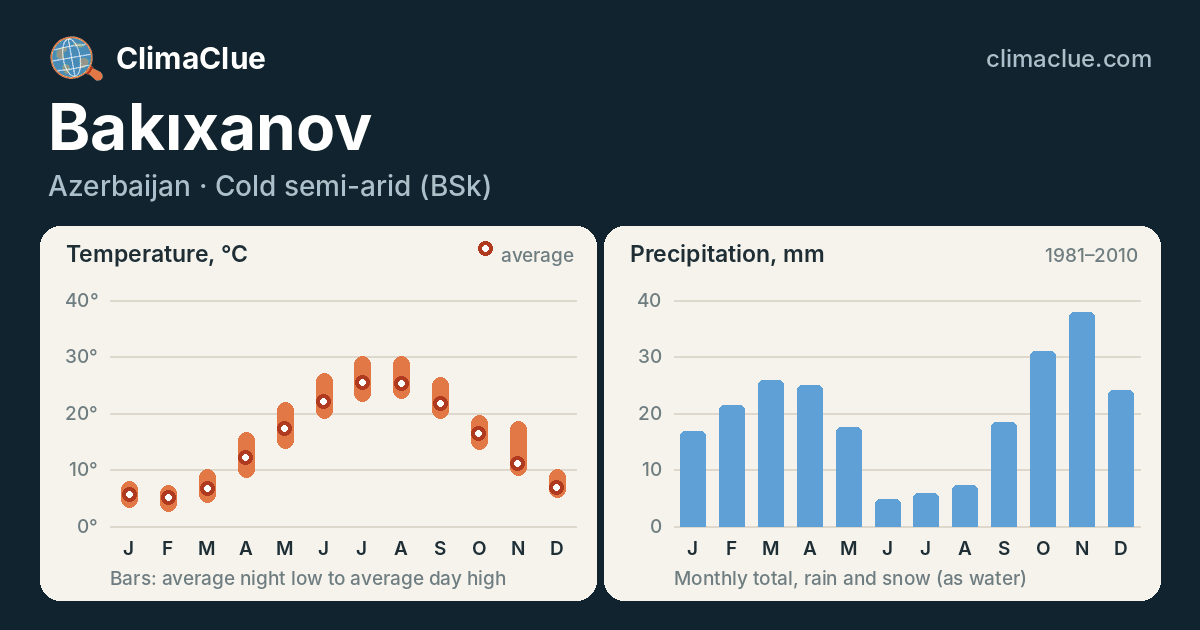 ClimaClue
climaclue.com
Bakıxanov
Azerbaijan · Cold semi-arid (BSk)
Temperature, °C
average
40°
30°
20°
10°
0°
J F M A M J J A S O N D
Bars: average night low to average day high
Precipitation, mm
1981–2010
40
30
20
10
0
J F M A M J J A S O N D
Monthly total, rain and snow (as water)